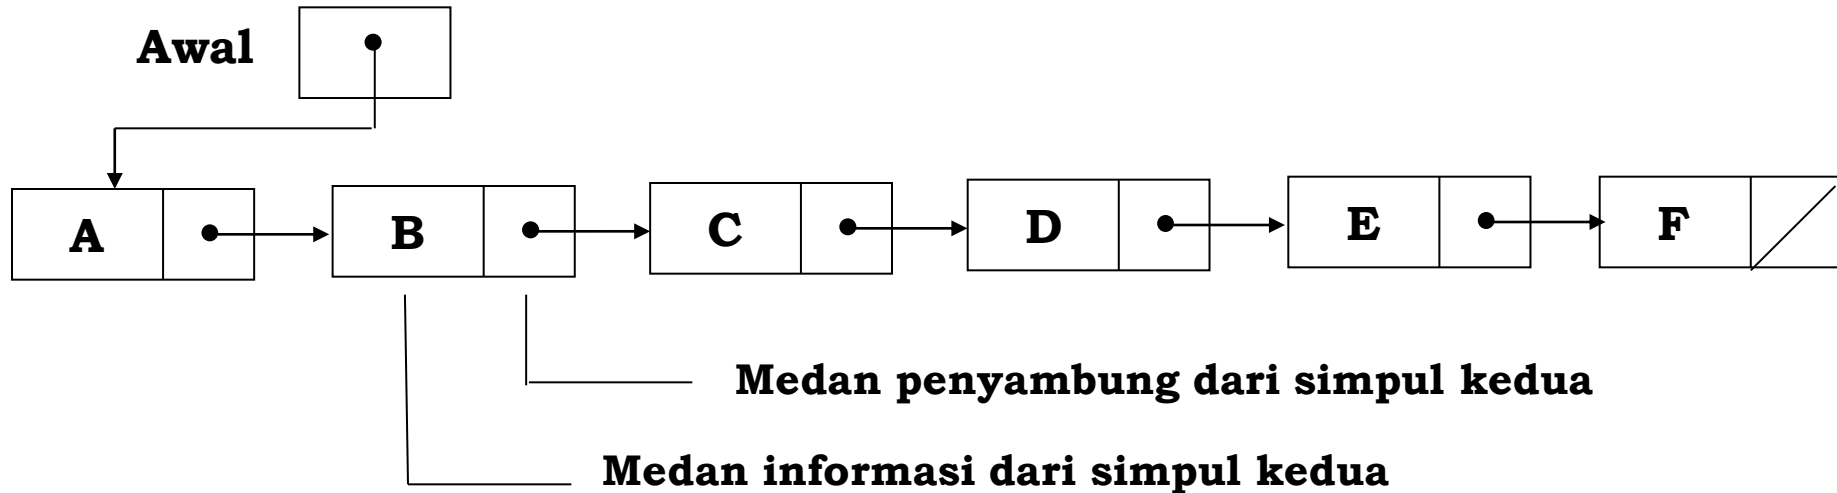 Awal
A B C D E F
Medan penyambung dari simpul kedua
Medan informasi dari simpul kedua